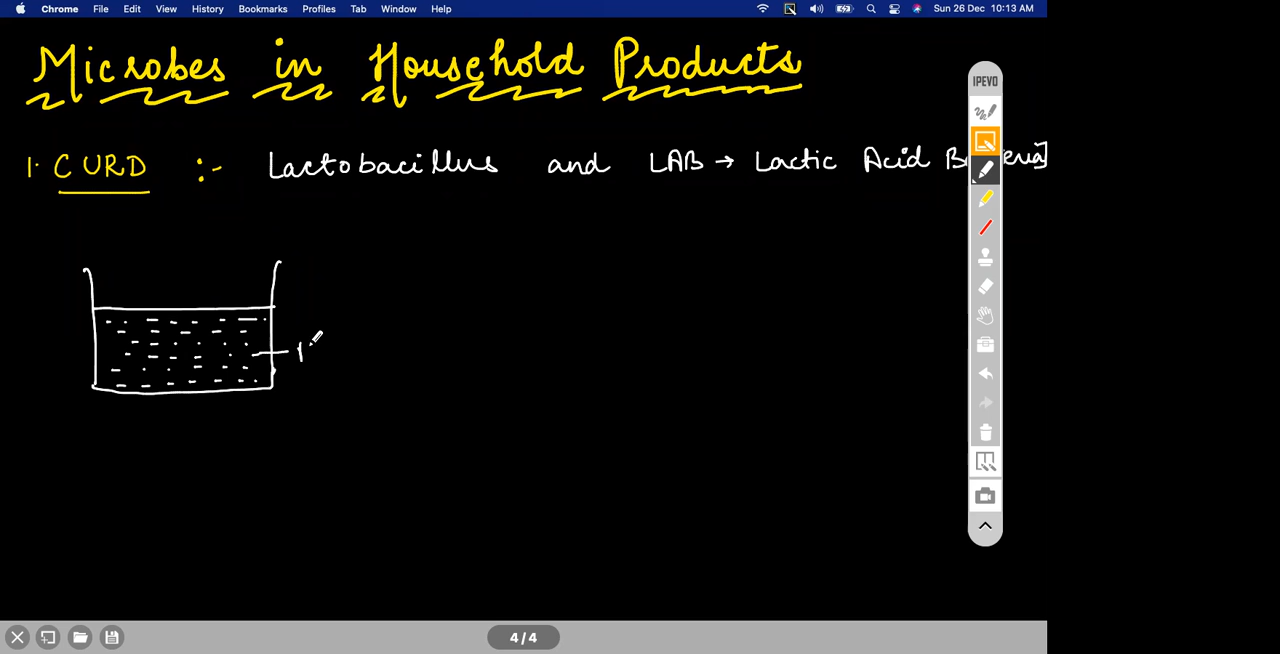 Chrome File Edit View History Bookmarks Profiles Tab Window Help Sun 26 Dec 10:13 AM
Microbes in Household Products
IPEVO
1. CURD :- Lactobacillus and LAB → Lactic Acid
4/4